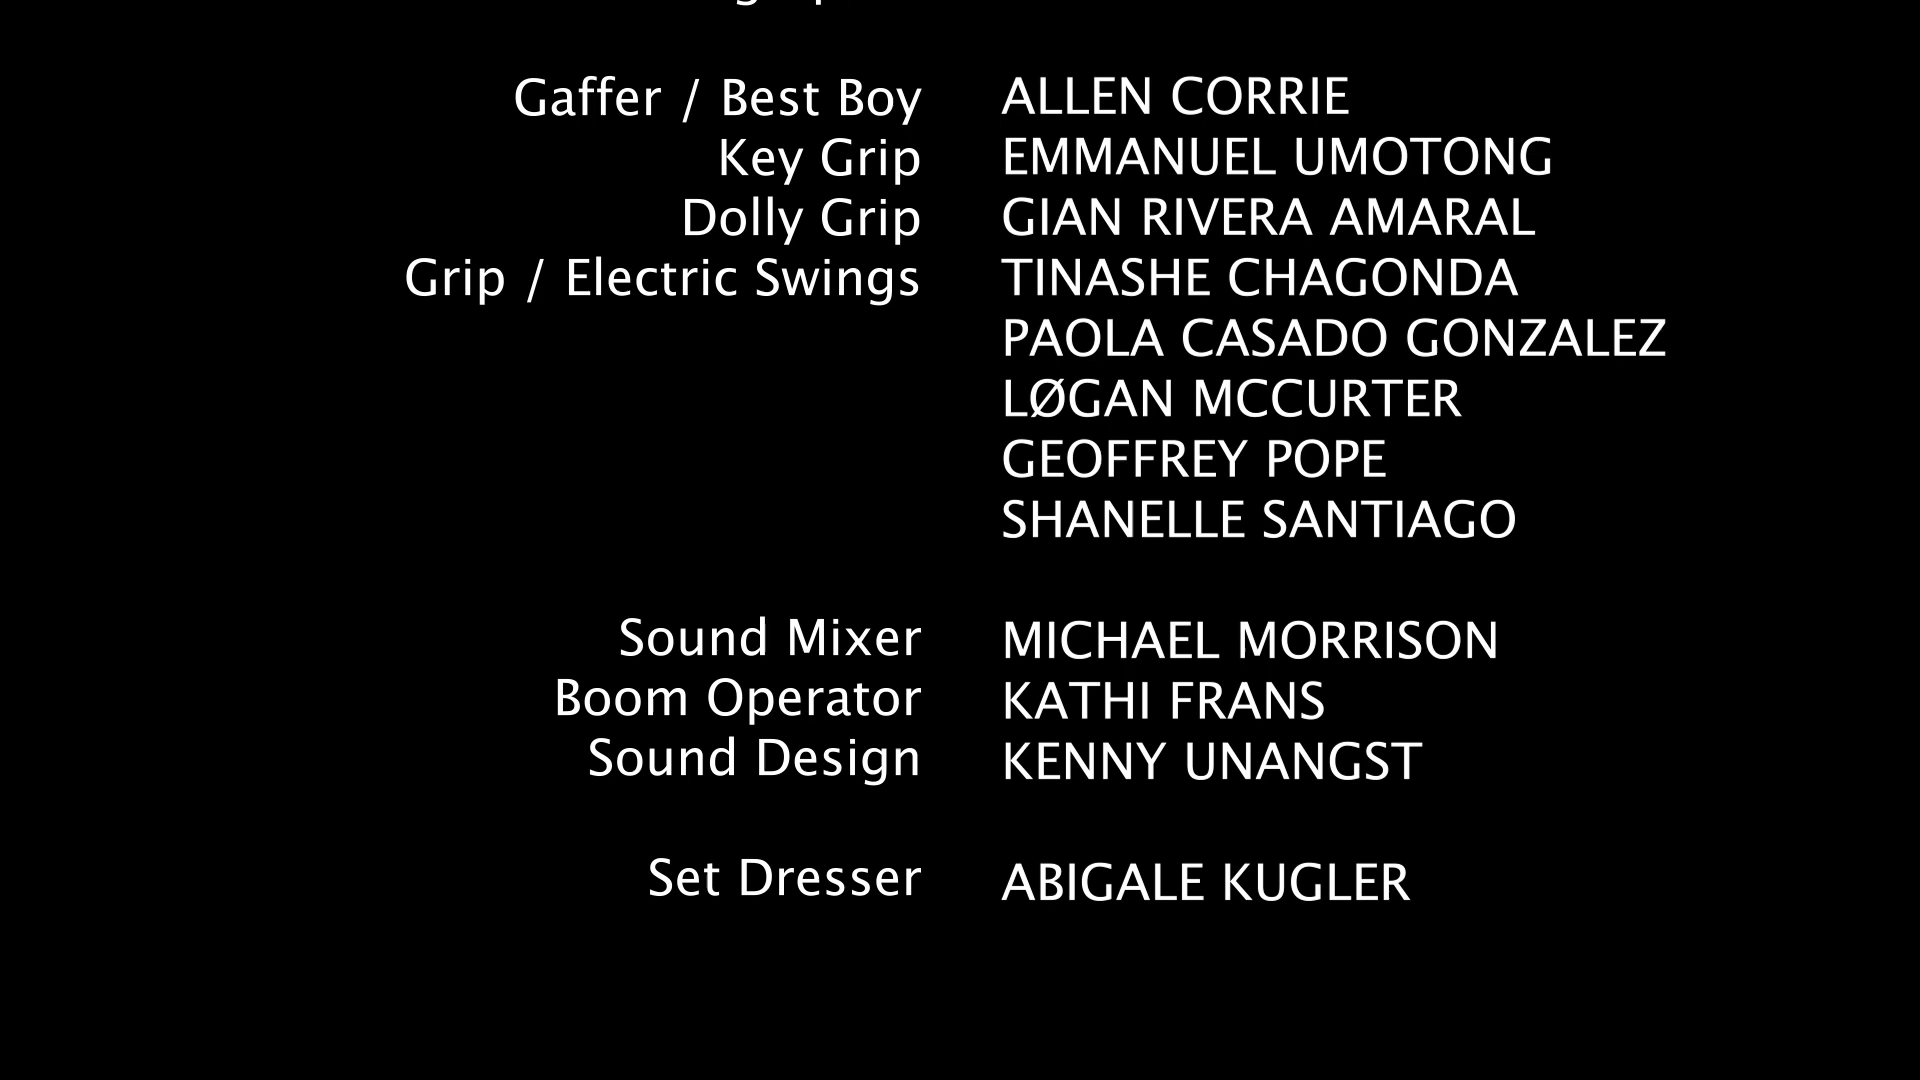 Gaffer / Best Boy ALLEN CORRIE
Key Grip EMMANUEL UMOTONG
Dolly Grip GIAN RIVERA AMARAL
Grip / Electric Swings TINASHE CHAGONDA
PAOLA CASADO GONZALEZ
LØGAN MCCURTER
GEOFFREY POPE
SHANELLE SANTIAGO
Sound Mixer MICHAEL MORRISON
Boom Operator KATHI FRANS
Sound Design KENNY UNANGST
Set Dresser ABIGALE KUGLER